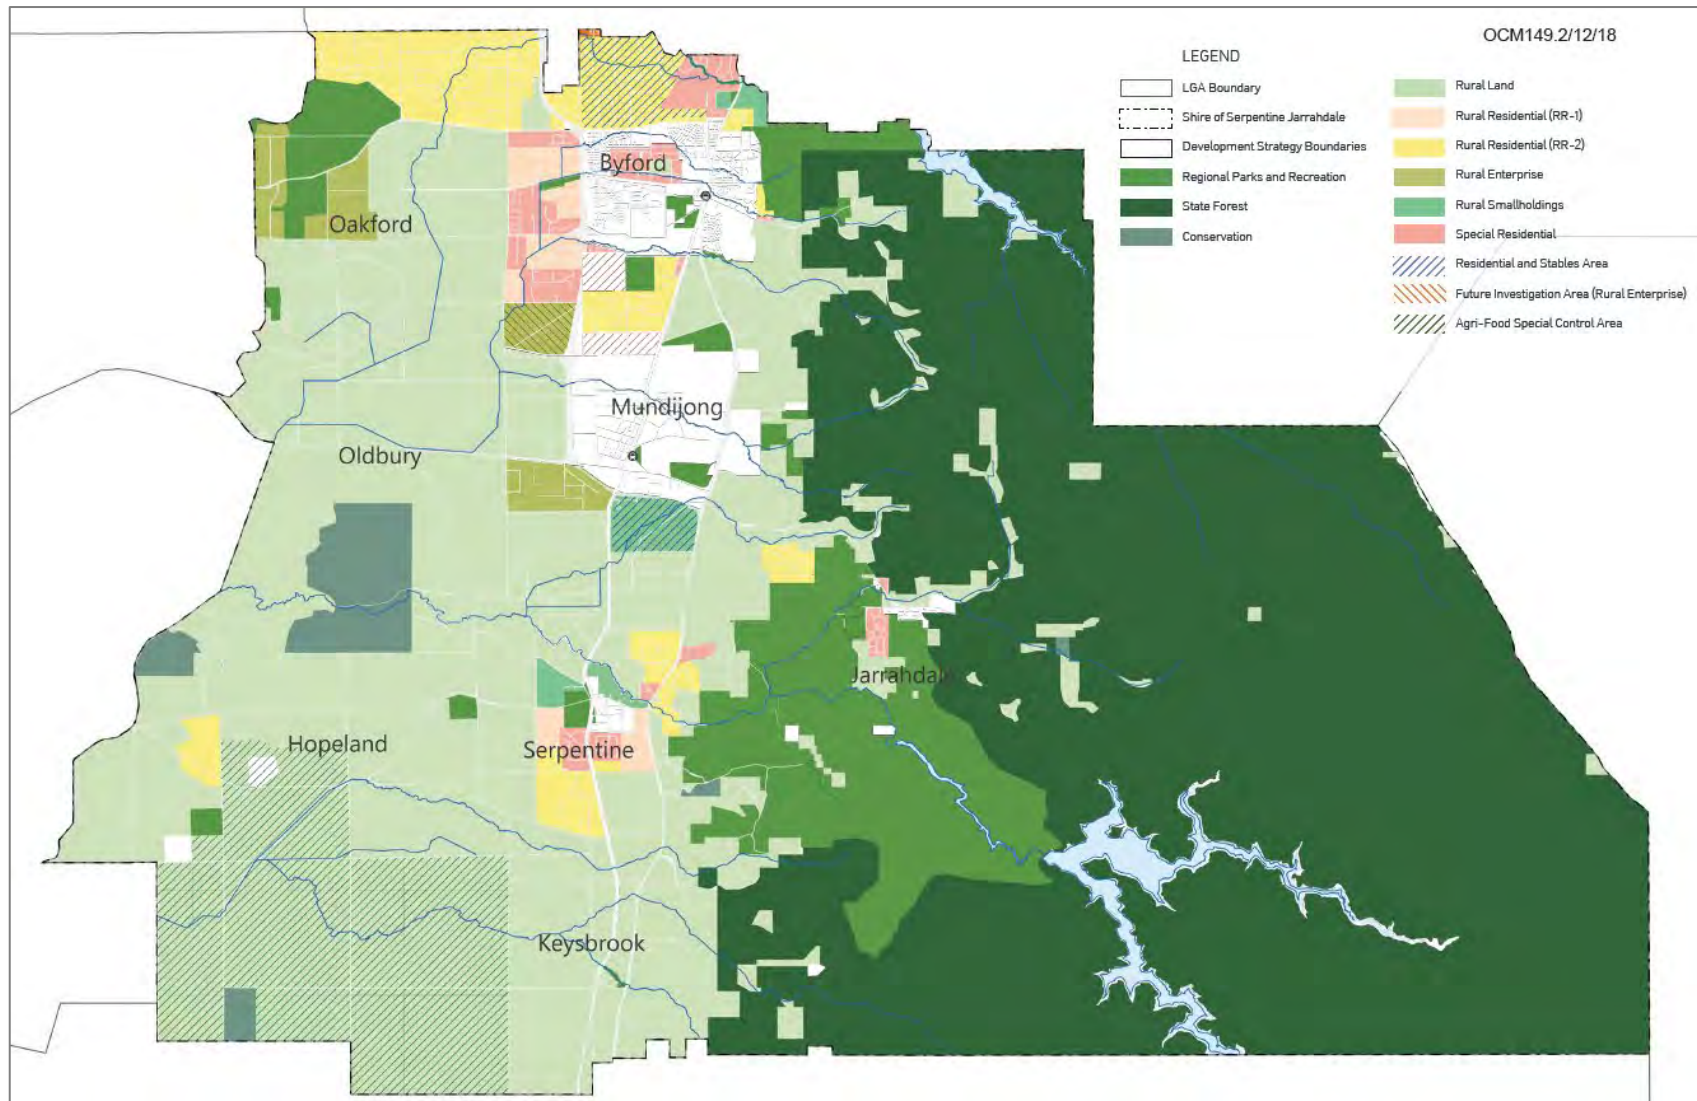 OCM149.2/12/18
LEGEND
LGA Boundary
Shire of Serpentine Jarrahdale
Development Strategy Boundaries
Regional Parks and Recreation
State Forest
Conservation
Rural Land
Rural Residential (RR-1)
Rural Residential (RR-2)
Rural Enterprise
Rural Smallholdings
Special Residential
Residential and Stables Area
Future Investigation Area (Rural Enterprise)
Agri-Food Special Control Area
Byford
Oakford
Mundijong
Oldbury
Jarrahdale
Hopeland
Serpentine
Keysbrook